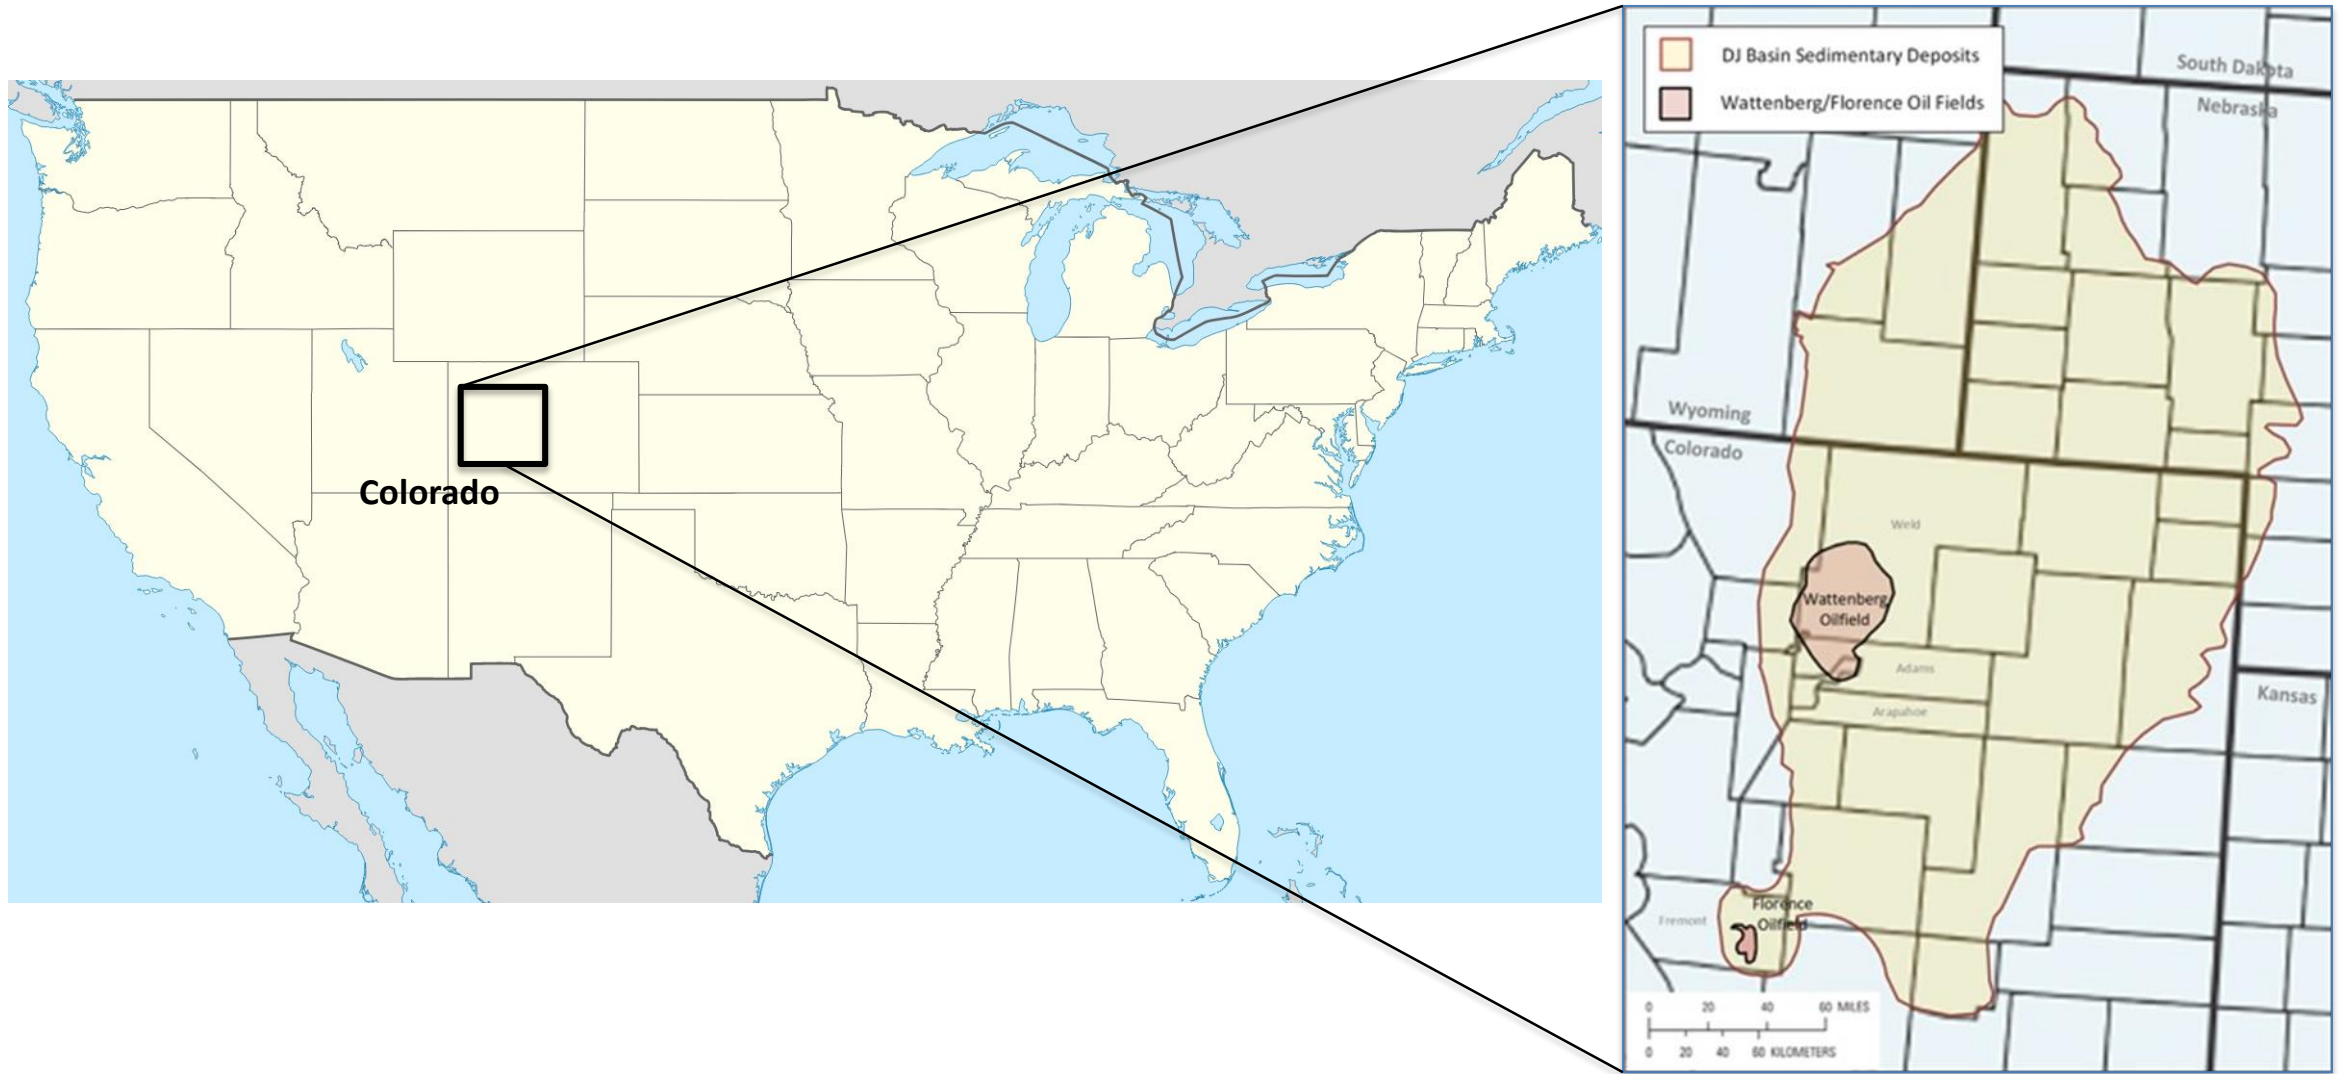 DJ Basin Sedimentary Deposits
Wattenberg/Florence Oil Fields
South Dakota
Nebraska
Wyoming
Colorado
Colorado
Weld
Wattenberg
Oilfield
Adams
Arapahoe
Kansas
Florence
Oilfield
Fremont
0 20 40 60 MILES
0 20 40 60 KILOMETERS